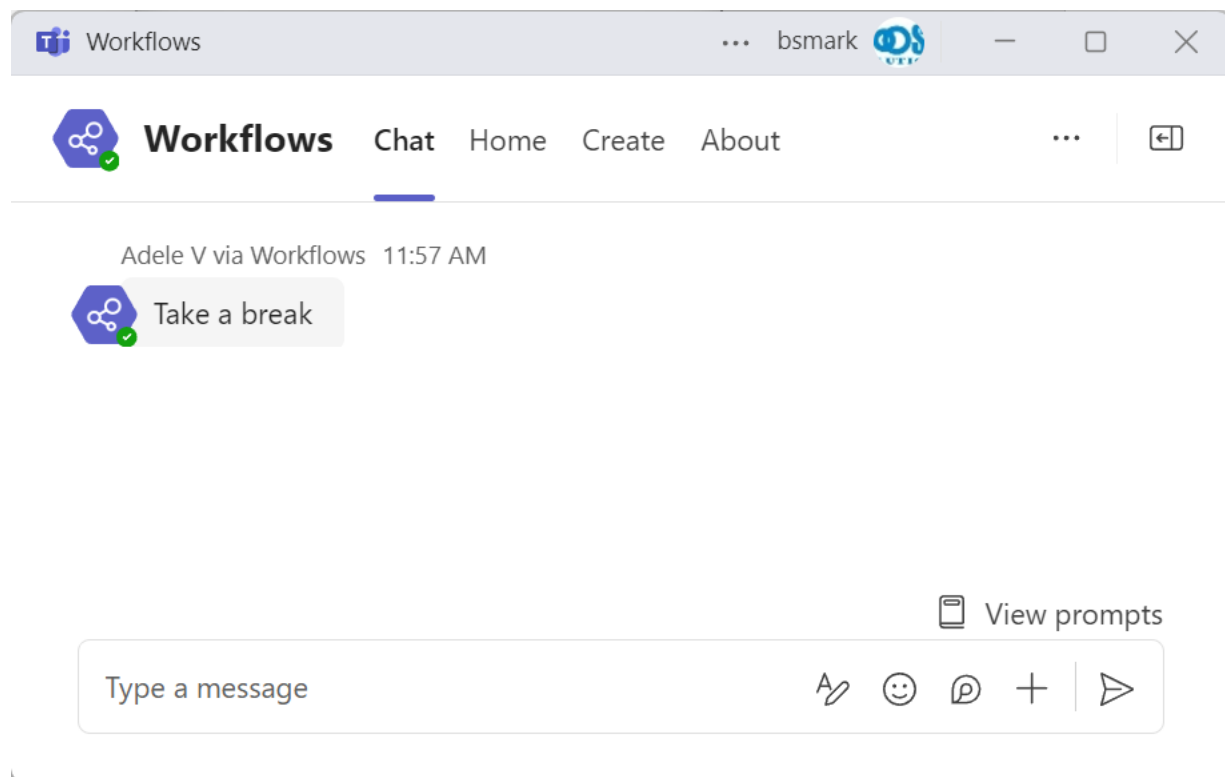 Workflows
bsmark
Workflows Chat Home Create About
Adele V via Workflows 11:57 AM
Take a break
View prompts
Type a message